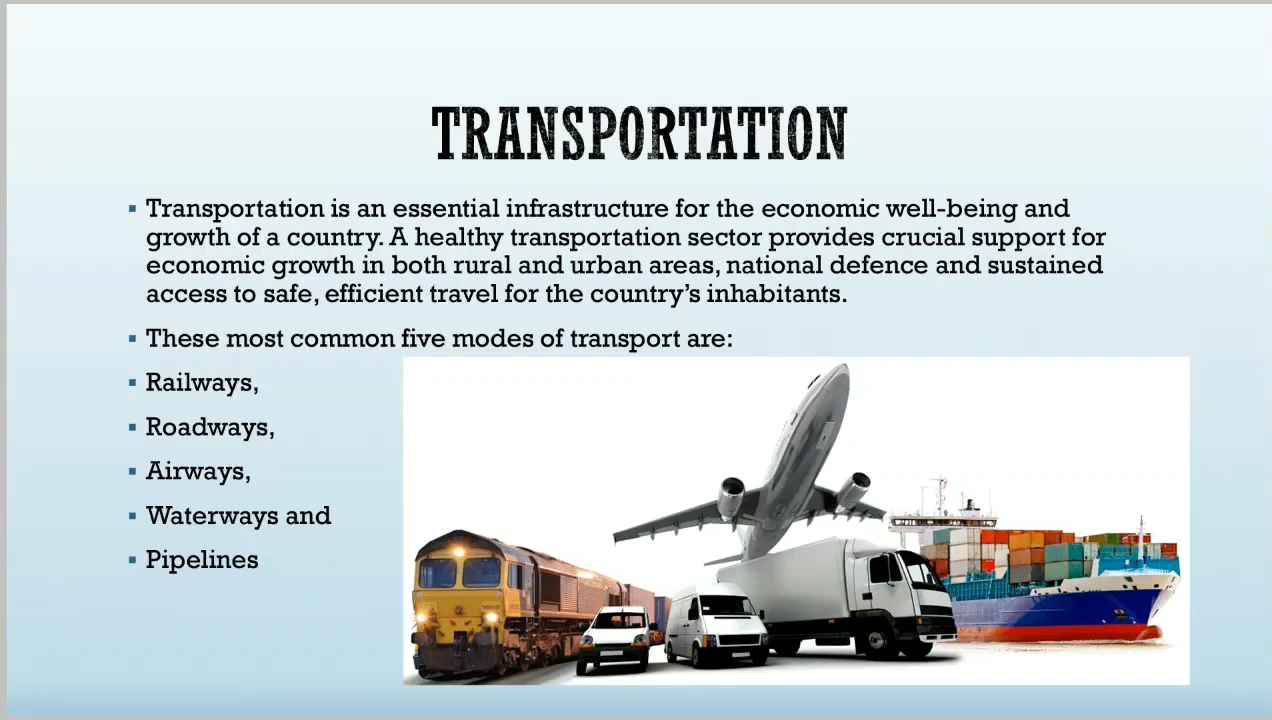 TRANSPORTATION
Transportation is an essential infrastructure for the economic well-being and
growth of a country. A healthy transportation sector provides crucial support for
economic growth in both rural and urban areas, national defence and sustained
access to safe, efficient travel for the country’s inhabitants.
These most common five modes of transport are:
Railways,
Roadways,
Airways,
Waterways and
Pipelines